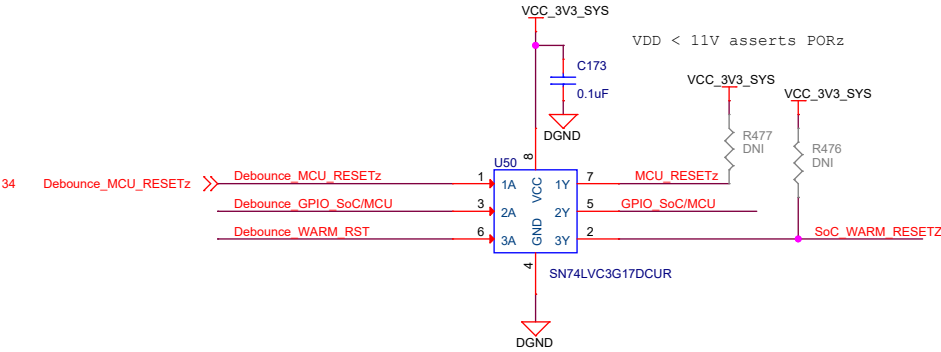 VCC_3V3_SYS
VDD < 11V asserts PORz
C173
0.1uF
DGND
VCC_3V3_SYS
VCC_3V3_SYS
R477
DNI
R476
DNI
8
U50
34 Debounce_MCU_RESETz
Debounce_MCU_RESETz 1 1A VCC 1Y 7 MCU_RESETz
Debounce_GPIO_SoC/MCU 3 2A 2Y 5 GPIO_SoC/MCU
Debounce_WARM_RST 6 3A GND 3Y 2 SoC_WARM_RESETZ
4
SN74LVC3G17DCUR
DGND